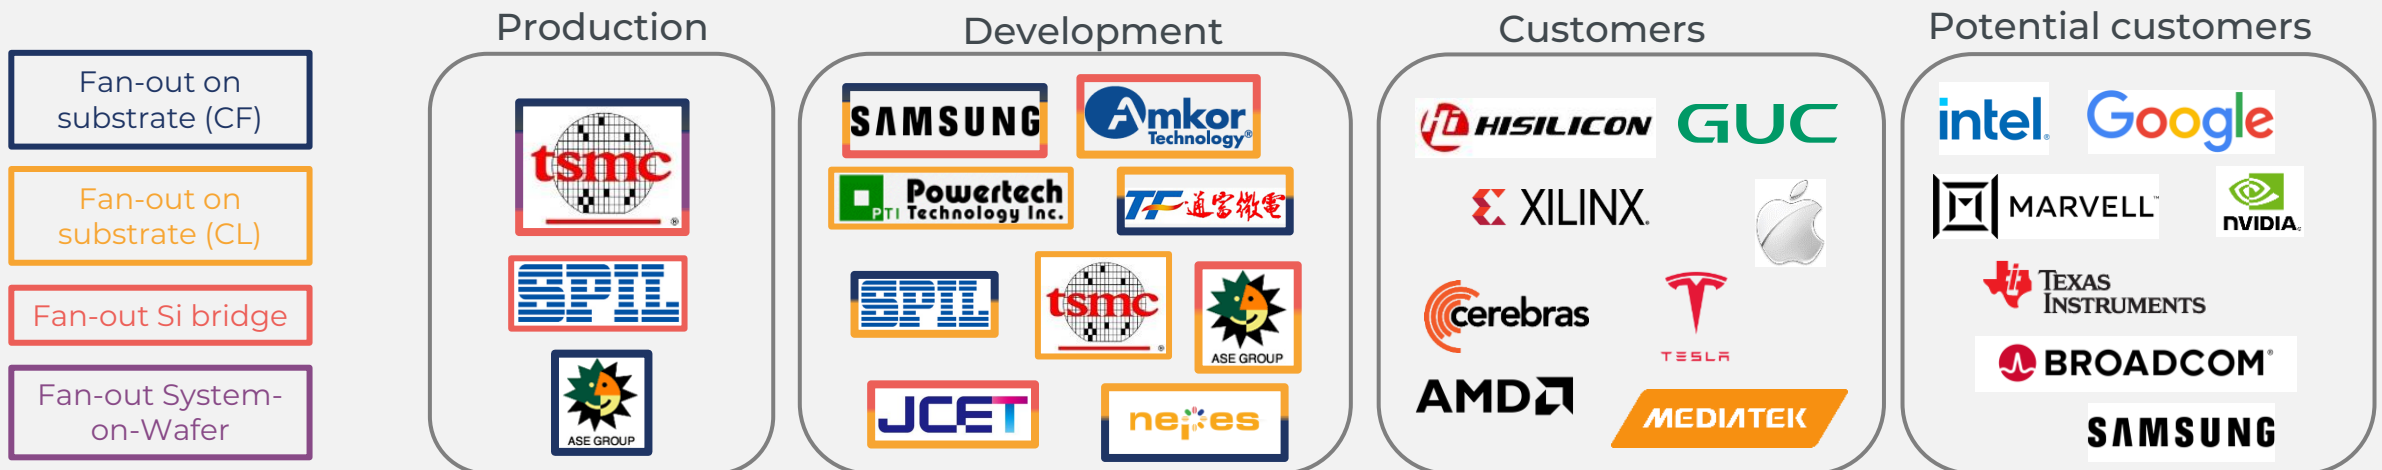 Production
Development
Customers
Potential customers
Fan-out on
substrate (CF)
Fan-out on
substrate (CL)
Fan-out Si bridge
Fan-out System-
on-Wafer
tsmc
®
SPIL
ASE GROUP
SAMSUNG
Amkor
Technology®
PTI
Powertech
Technology Inc.
TF 通富微電
SPIL
tsmc
®
ASE GROUP
JCET
nepes
Hi HISILICON
GUC
XILINX.
cerebras
TESLA
AMD
MEDIATEK
intel.
Google
MARVELL™
NVIDIA.
TEXAS
INSTRUMENTS
BROADCOM®
SAMSUNG